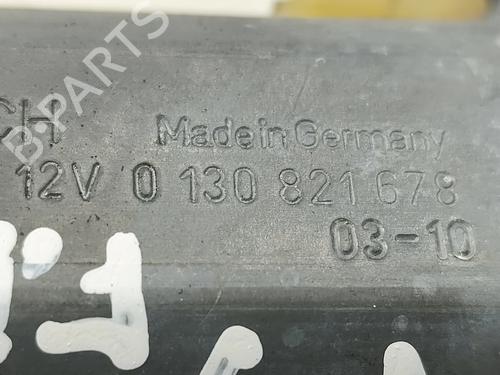 B-PARTS
CH
Made in Germany
12V 0 130 821 678
03-10